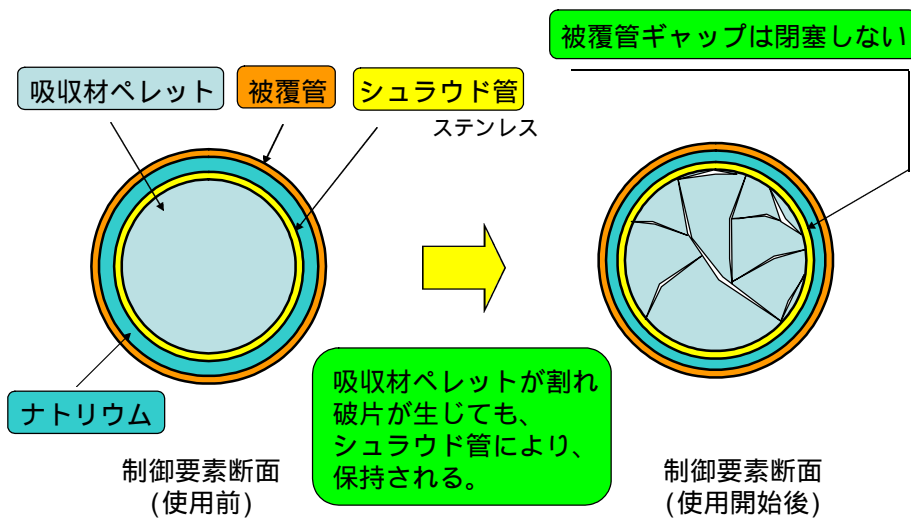 被覆管ギャップは閉塞しない
吸収材ペレット
被覆管
シュラウド管
ステンレス
ナトリウム
吸収材ペレットが割れ
破片が生じても、
シュラウド管により、
保持される。
制御要素断面
(使用前)
制御要素断面
(使用開始後)